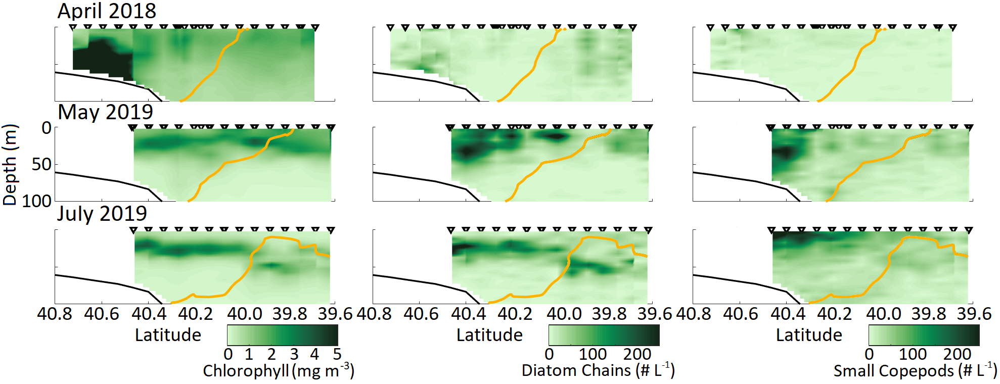 April 2018
May 2019
Depth (m)
0
50
100
July 2019
40.8 40.6 40.4 40.2 40.0 39.8 39.6
40.8 40.6 40.4 40.2 40.0 39.8 39.6
40.8 40.6 40.4 40.2 40.0 39.8 39.6
Latitude
0 1 2 3 4 5
Chlorophyll (mg m-3)
Latitude
0 100 200
Diatom Chains (# L-1)
Latitude
0 100 200
Small Copepods (# L-1)